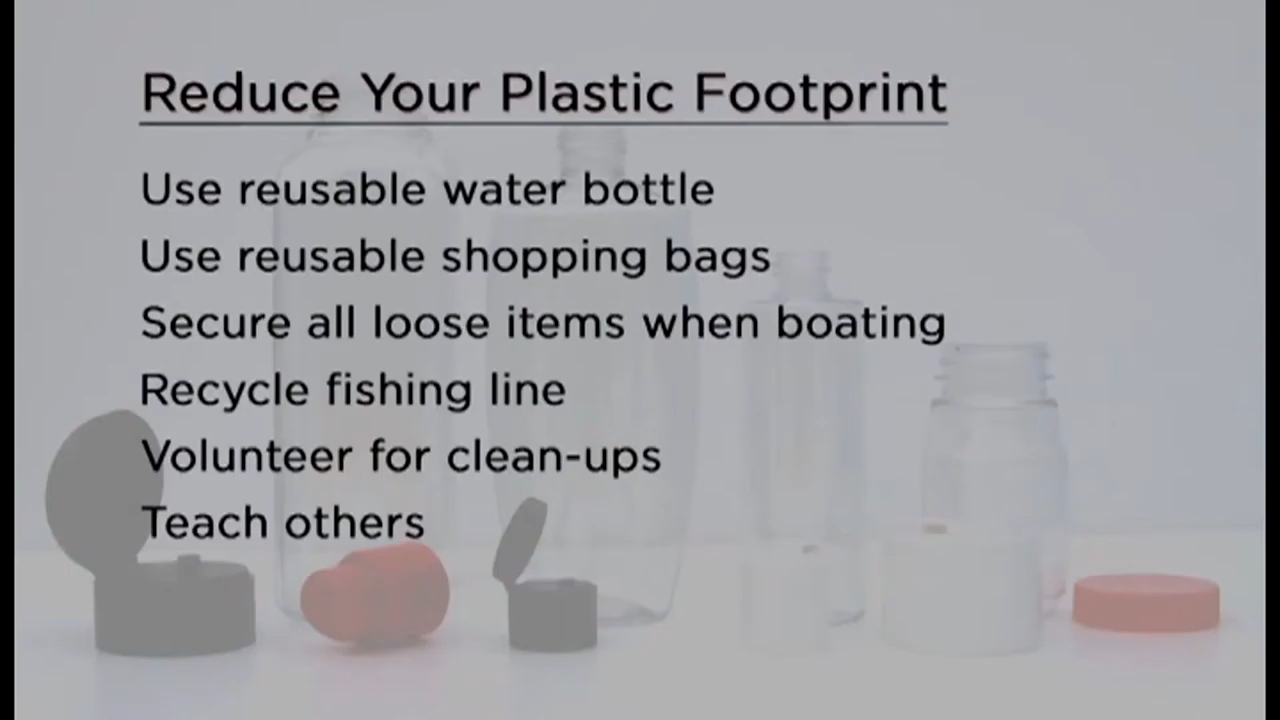 Reduce Your Plastic Footprint
Use reusable water bottle
Use reusable shopping bags
Secure all loose items when boating
Recycle fishing line
Volunteer for clean-ups
Teach others